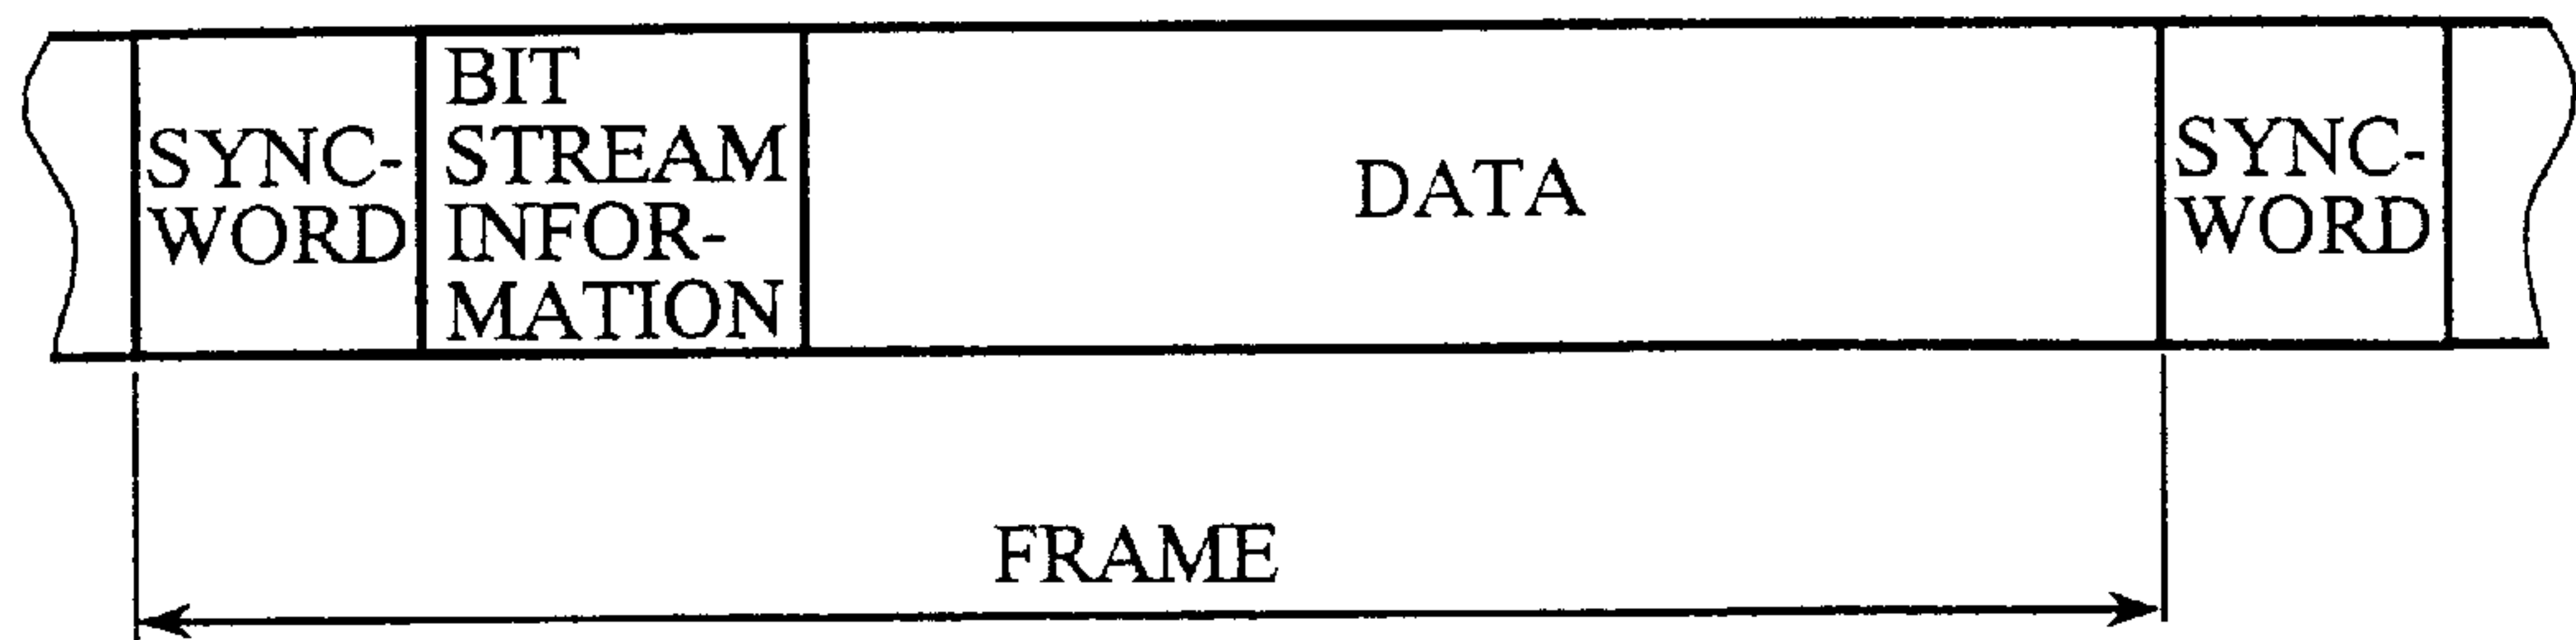 SYNC-
WORD
BIT
STREAM
INFOR-
MATION
DATA
SYNC-
WORD
FRAME